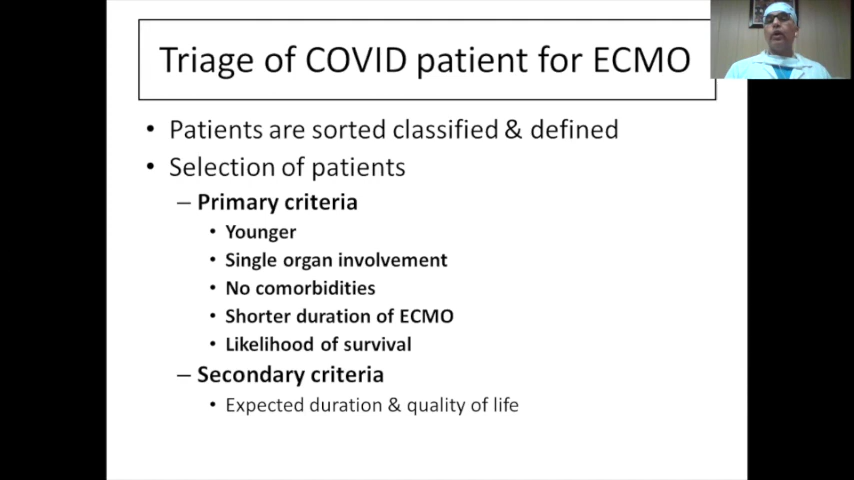 Triage of COVID patient for ECMO
• Patients are sorted classified & defined
• Selection of patients
– Primary criteria
• Younger
• Single organ involvement
• No comorbidities
• Shorter duration of ECMO
• Likelihood of survival
– Secondary criteria
• Expected duration & quality of life